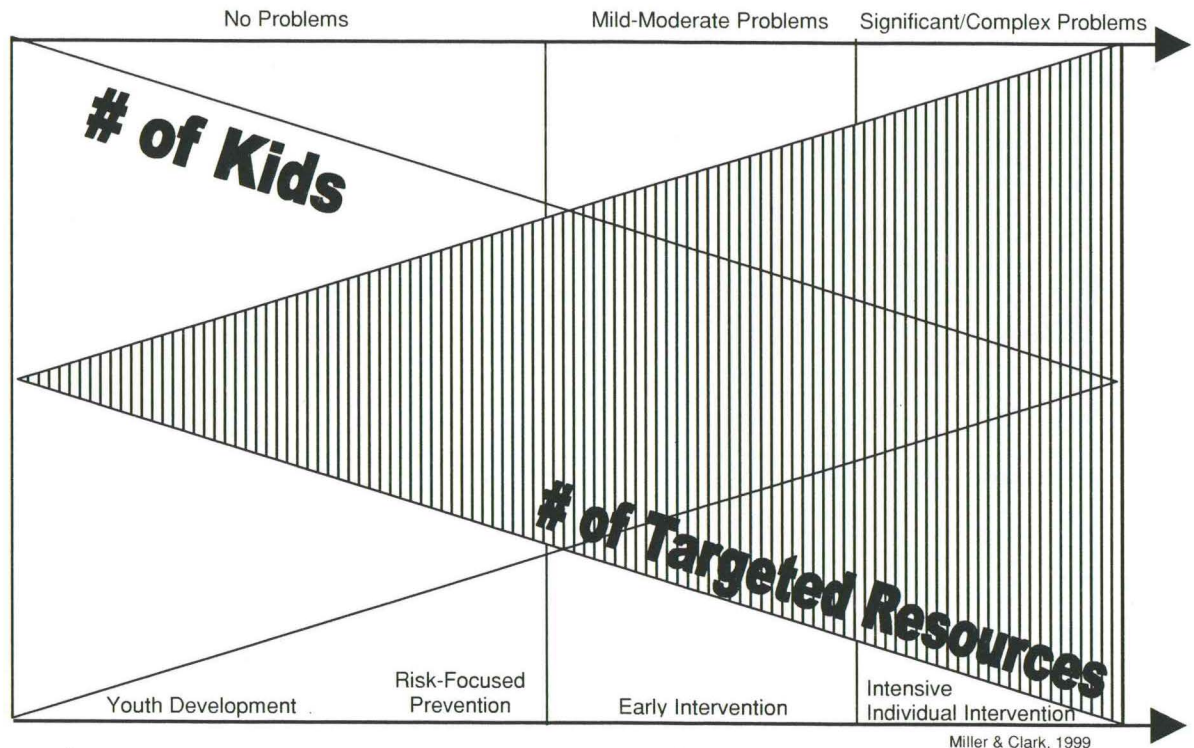 No Problems
Mild-Moderate Problems
Significant/Complex Problems
# of Kids
# of Targeted Resources
Youth Development
Risk-Focused
Prevention
Early Intervention
Intensive
Individual Intervention
Miller & Clark, 1999